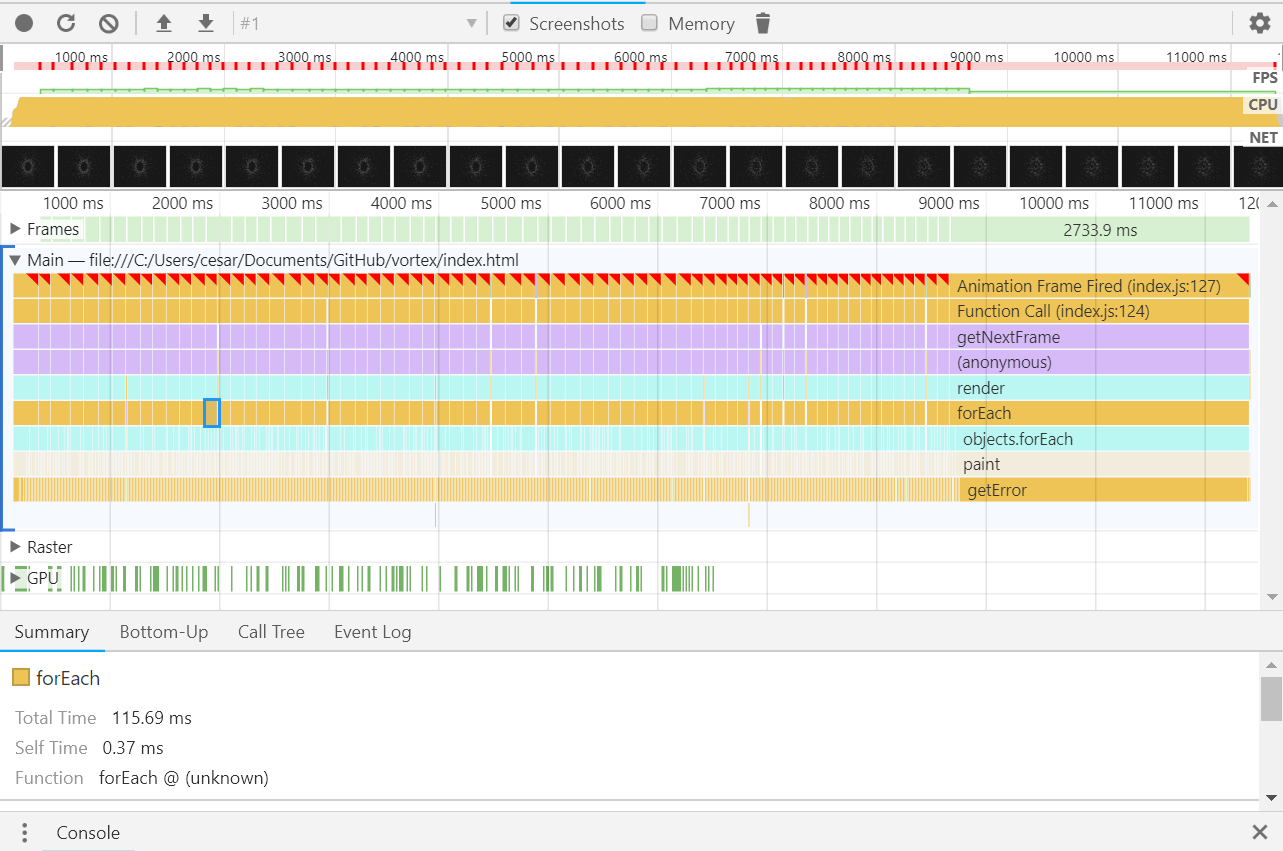 #1 Screenshots Memory
1000 ms 2000 ms 3000 ms 4000 ms 5000 ms 6000 ms 7000 ms 8000 ms 9000 ms 10000 ms 11000 ms
FPS
CPU
NET
1000 ms 2000 ms 3000 ms 4000 ms 5000 ms 6000 ms 7000 ms 8000 ms 9000 ms 10000 ms 11000 ms 120
Frames 2733.9 ms
Main — file:///C:/Users/cesar/Documents/GitHub/vortex/index.html
Animation Frame Fired (index.js:127)
Function Call (index.js:124)
getNextFrame
(anonymous)
render
forEach
objects.forEach
paint
getError
Raster
GPU
Summary Bottom-Up Call Tree Event Log
forEach
Total Time 115.69 ms
Self Time 0.37 ms
Function forEach @ (unknown)
Console